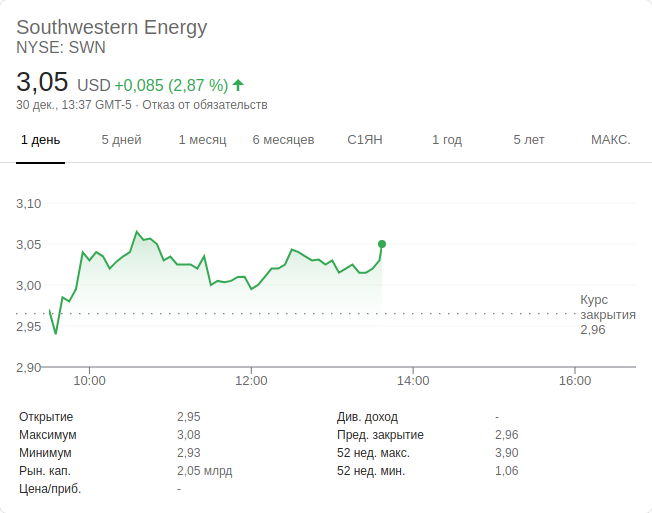 Southwestern Energy
NYSE: SWN
3,05 USD +0,085 (2,87 %)
30 дек., 13:37 GMT-5 · Отказ от обязательств
1 день 5 дней 1 месяц 6 месяцев С1ЯН 1 год 5 лет МАКС.
3,10
3,05
3,00
2,95
2,90
Курс
закрытия
2,96
10:00 12:00 14:00 16:00
Открытие 2,95
Максимум 3,08
Минимум 2,93
Рын. кап. 2,05 млрд
Цена/приб. -
Див. доход -
Пред. закрытие 2,96
52 нед. макс. 3,90
52 нед. мин. 1,06